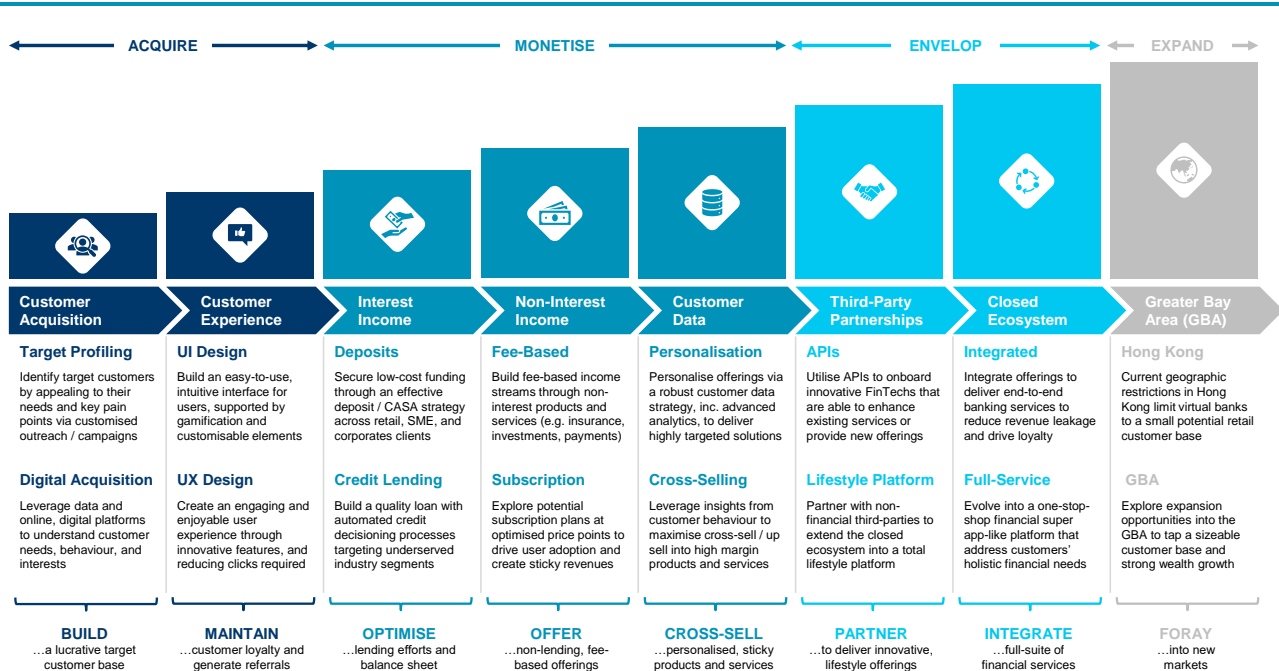 ACQUIRE
MONETISE
ENVELOP
EXPAND
Customer
Acquisition
Customer
Experience
Interest
Income
Non-Interest
Income
Customer
Data
Third-Party
Partnerships
Closed
Ecosystem
Greater Bay
Area (GBA)
Target Profiling
Identify target customers
by appealing to their
needs and key pain
points via customised
outreach / campaigns
UI Design
Build an easy-to-use,
intuitive interface for
users, supported by
gamification and
customisable elements
Deposits
Secure low-cost funding
through an effective
deposit / CASA strategy
across retail, SME, and
corporates clients
Fee-Based
Build fee-based income
streams through non-
interest products and
services (e.g. insurance,
investments, payments)
Personalisation
Personalise offerings via
a robust customer data
strategy, inc. advanced
analytics, to deliver
highly targeted solutions
APIs
Utilise APIs to onboard
innovative FinTechs that
are able to enhance
existing services or
provide new offerings
Integrated
Integrate offerings to
deliver end-to-end
banking services to
reduce revenue leakage
and drive loyalty
Hong Kong
Current geographic
restrictions in Hong
Kong limit virtual banks
to a small potential retail
customer base
Digital Acquisition
Leverage data and
online, digital platforms
to understand customer
needs, behaviour, and
interests
UX Design
Create an engaging and
enjoyable user
experience through
innovative features, and
reducing clicks required
Credit Lending
Build a quality loan with
automated credit
decisioning processes
targeting underserved
industry segments
Subscription
Explore potential
subscription plans at
optimised price points to
drive user adoption and
create sticky revenues
Cross-Selling
Leverage insights from
customer behaviour to
maximise cross-sell / up
sell into high margin
products and services
Lifestyle Platform
Partner with non-
financial third-parties to
extend the closed
ecosystem into a total
lifestyle platform
Full-Service
Evolve into a one-stop-
shop financial super
app-like platform that
address customers'
holistic financial needs
GBA
Explore expansion
opportunities into the
GBA to tap a sizeable
customer base and
strong wealth growth
BUILD
…a lucrative target
customer base
MAINTAIN
…customer loyalty and
generate referrals
OPTIMISE
…lending efforts and
balance sheet
OFFER
…non-lending, fee-
based offerings
CROSS-SELL
…personalised, sticky
products and services
PARTNER
…to deliver innovative,
lifestyle offerings
INTEGRATE
…full-suite of
financial services
FORAY
…into new
markets